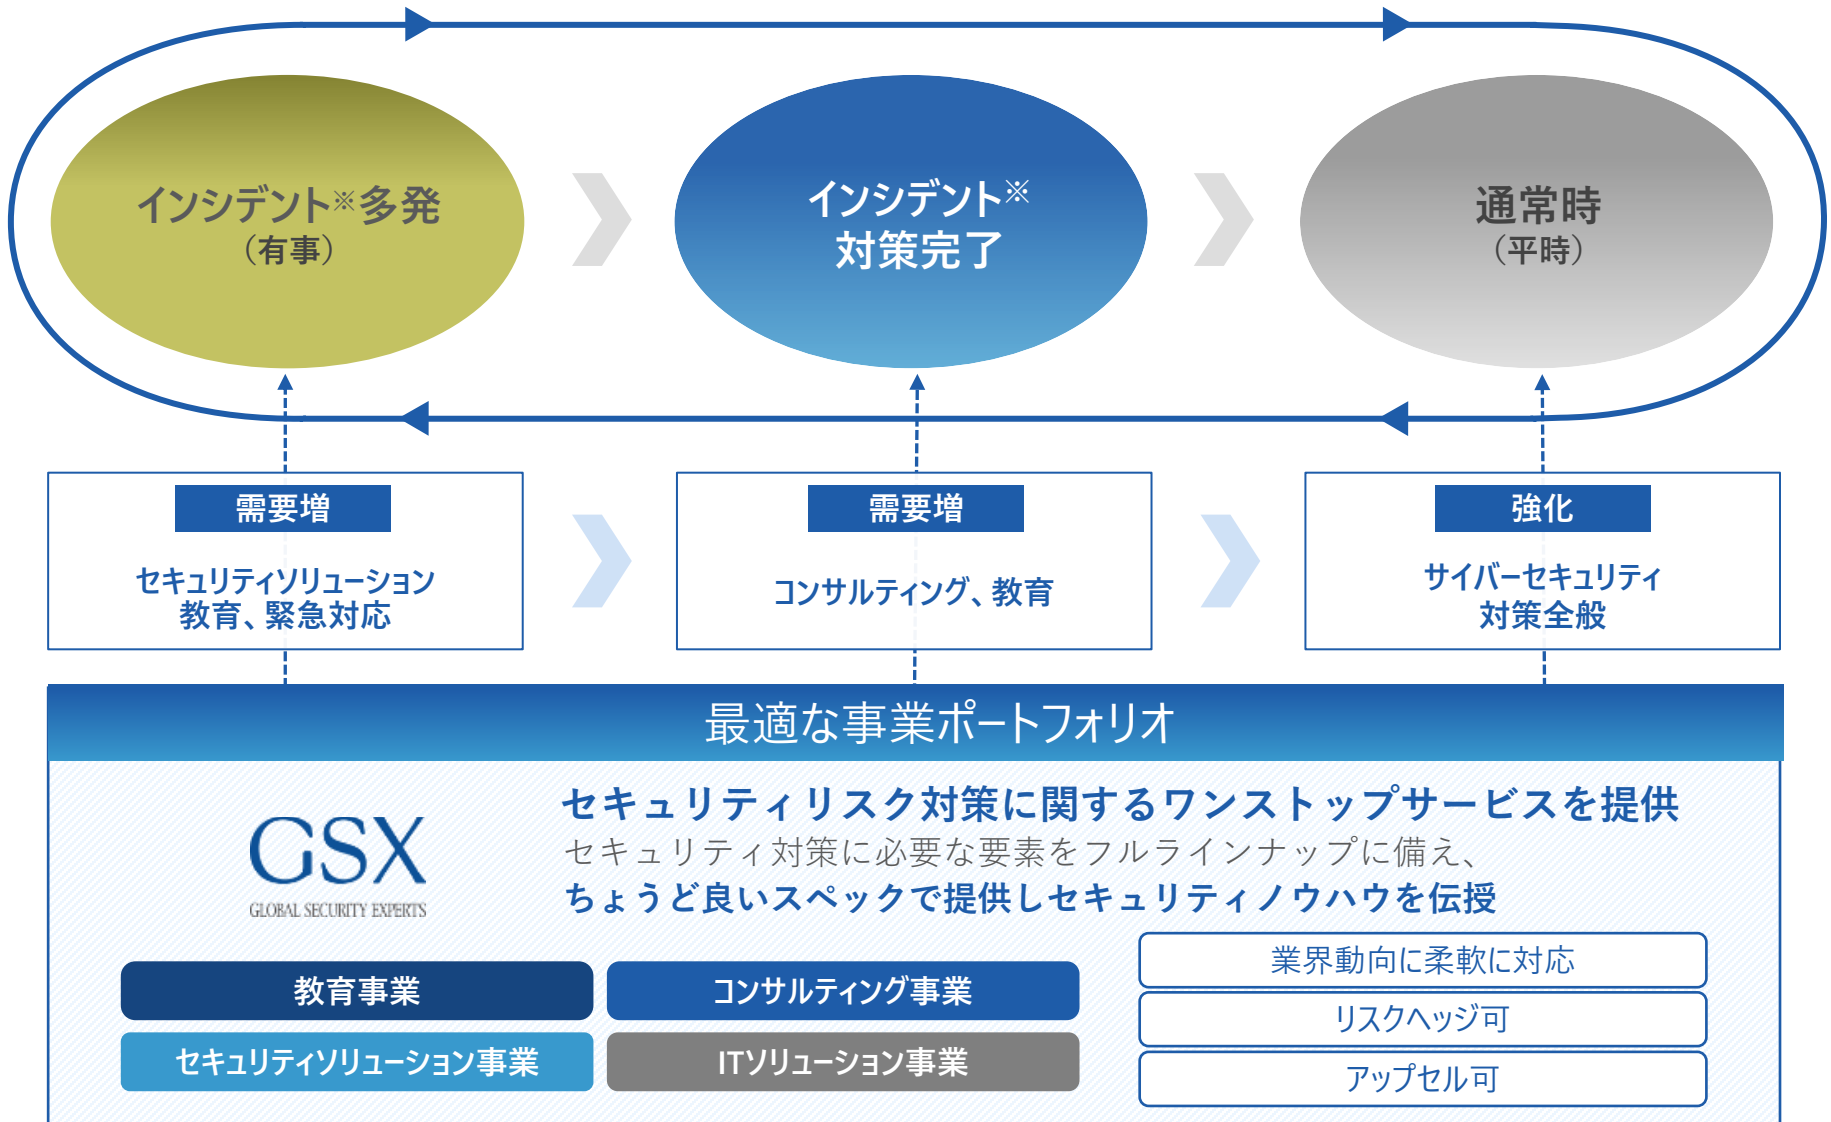 インシデント※多発
（有事）
インシデント※
対策完了
通常時
（平時）
需要増
セキュリティソリューション
教育、緊急対応
需要増
コンサルティング、教育
強化
サイバーセキュリティ
対策全般
最適な事業ポートフォリオ
GSX
GLOBAL SECURITY EXPERTS
セキュリティリスク対策に関するワンストップサービスを提供
セキュリティ対策に必要な要素をフルラインナップに備え、
ちょうど良いスペックで提供しセキュリティノウハウを伝授
教育事業
コンサルティング事業
セキュリティソリューション事業
ITソリューション事業
業界動向に柔軟に対応
リスクヘッジ可
アップセル可